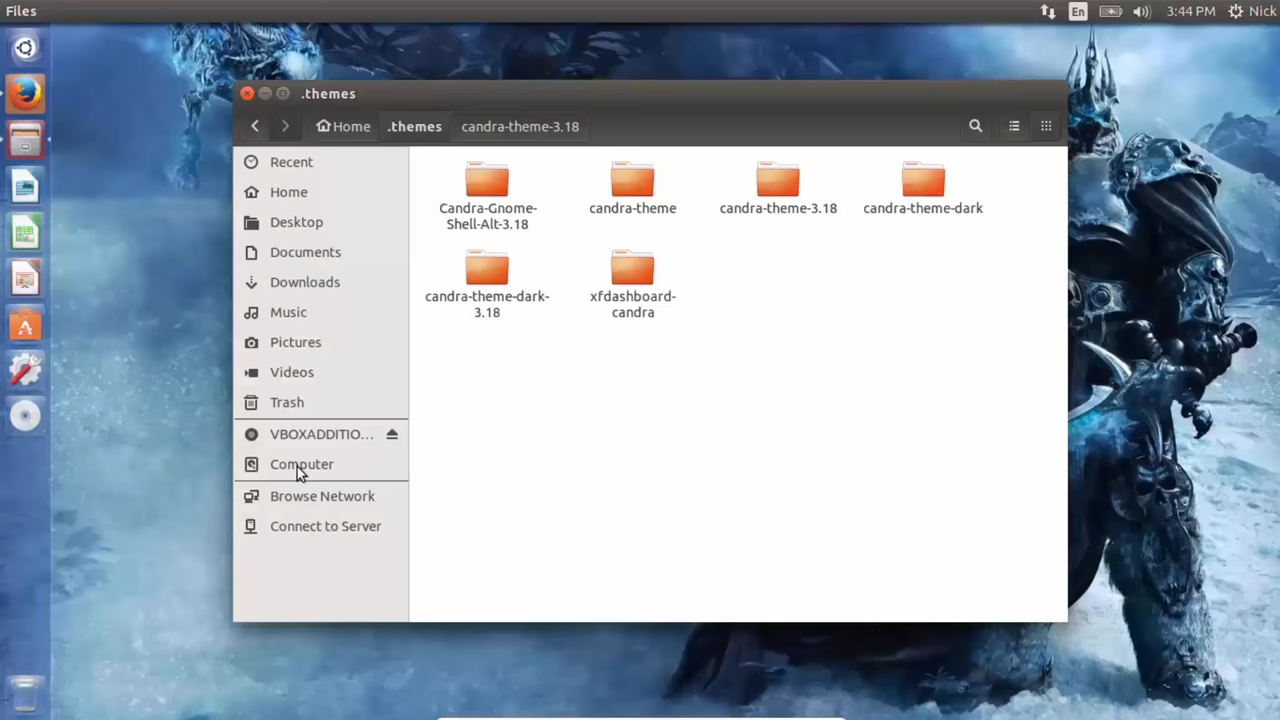 Files
En
3:44 PM
Nick
.themes
Home
.themes
candra-theme-3.18
Recent
Home
Desktop
Documents
Downloads
Music
Pictures
Videos
Trash
VBOXADDITIO...
Computer
Browse Network
Connect to Server
Candra-Gnome-
Shell-Alt-3.18
candra-theme
candra-theme-3.18
candra-theme-dark
candra-theme-dark-
3.18
xfdashboard-
candra